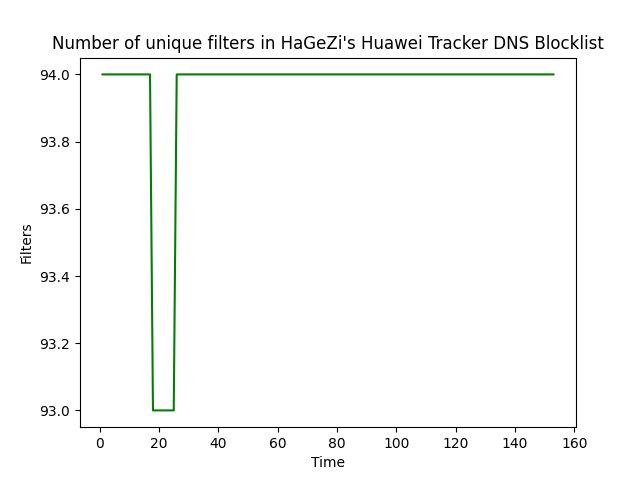 Number of unique filters in HaGeZi's Huawei Tracker DNS Blocklist
94.0
93.8
93.6
93.4
93.2
93.0
Filters
0 20 40 60 80 100 120 140 160
Time